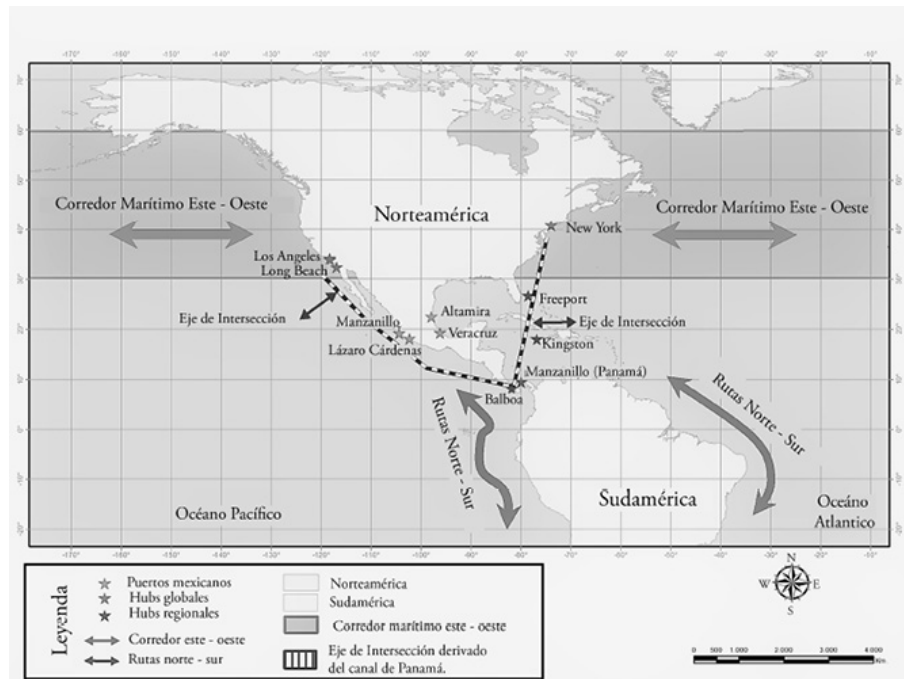 -170° -160° -150° -140° -130° -120° -110° -100° -90° -80° -70° -60° -50° -40° -30° -20° -10°
Corredor Marítimo Este - Oeste
Norteamérica
Corredor Marítimo Este - Oeste
New York
Los Angeles
Long Beach
Eje de Intersección
Altamira
Freeport
Manzanillo
Veracruz
Eje de Intersección
Lázaro Cárdenas
Kingston
Manzanillo (Panamá)
Balboa
Rutas Norte - Sur
Rutas Norte - Sur
Océano Pacífico
Sudamérica
Oceáno
Atlantico
-170° -160° -150° -140° -130° -120° -110° -100° -90° -80° -70° -60° -50° -40° -30° -20° -10°
Leyenda
Puertos mexicanos
Hubs globales
Hubs regionales
Corredor este - oeste
Rutas norte - sur
Norteamérica
Sudamérica
Corredor marítimo este - oeste
Eje de Intersección derivado
del canal de Panamá.
N
W E
S
0 500 1.000 2.000 3.000 4.000
Km.